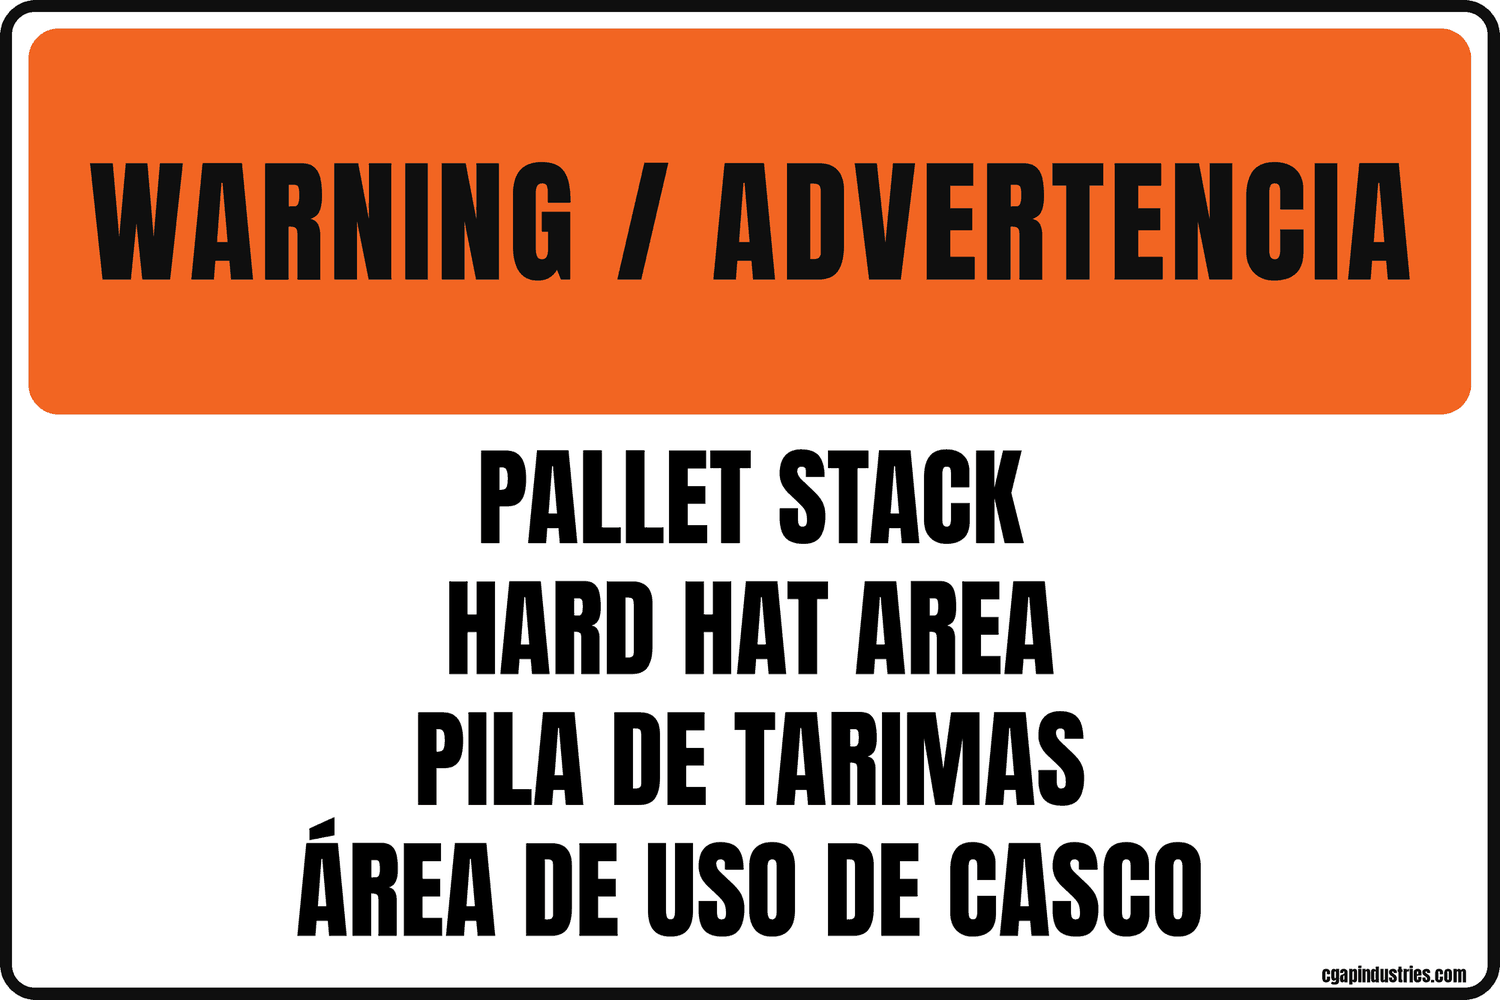 WARNING / ADVERTENCIA
PALLET STACK
HARD HAT AREA
PILA DE TARIMAS
ÁREA DE USO DE CASCO
cgapindustries.com